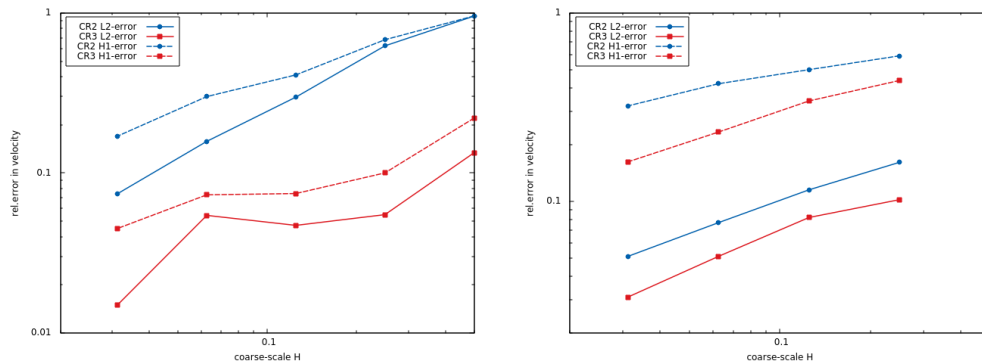 CR2 L2-error
CR3 L2-error
CR2 H1-error
CR3 H1-error
1
0.1
0.01
rel.error in velocity
0.1
coarse-scale H
CR2 L2-error
CR3 L2-error
CR2 H1-error
CR3 H1-error
1
0.1
rel.error in velocity
0.1
coarse-scale H